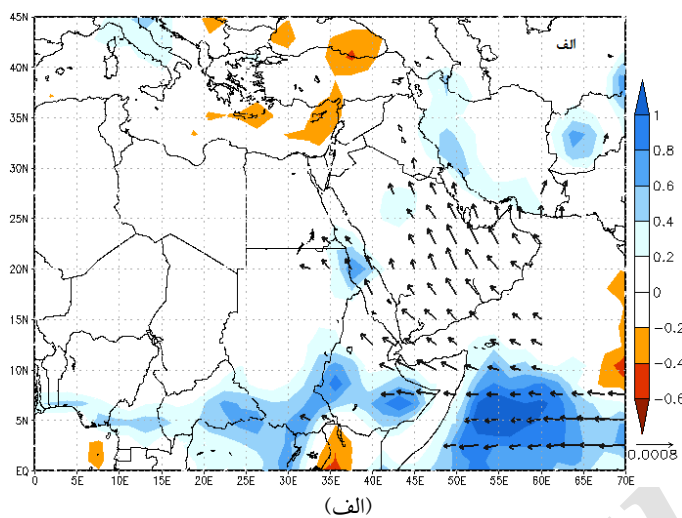 45N
40N
35N
30N
25N
20N
15N
10N
5N
EQ
0 5E 10E 15E 20E 25E 30E 35E 40E 45E 50E 55E 60E 65E 70E
الف
1
0.8
0.6
0.4
0.2
0
-0.2
-0.4
-0.6
0.0008
(الف)